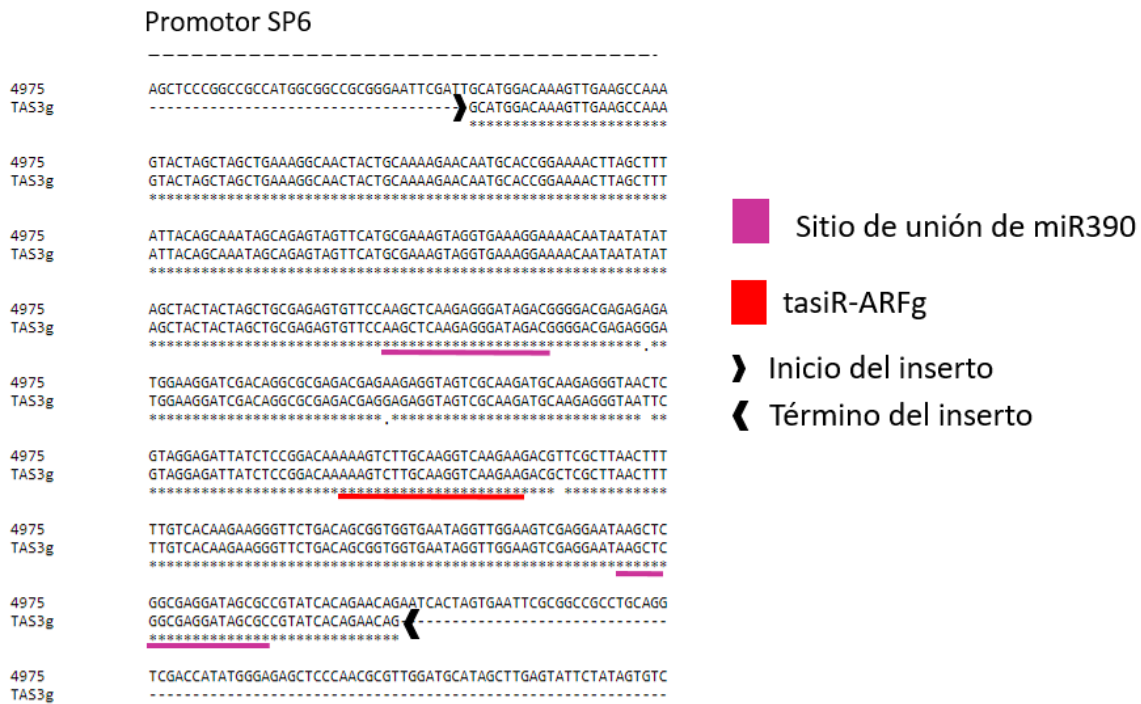 Promotor SP6
4975 AGCTCCCGGCCGCCATGGCGGCCGCGGGAATTCGATTGCATGGACAAAGTTGAAGCCAAA
TAS3g -------------------------------------GCATGGACAAAGTTGAAGCCAAA
***********************
4975 GTACTAGCTAGCTGAAAGGCAACTACTGCAAAAGAACAATGCACCGGAAAACTTAGCTTT
TAS3g GTACTAGCTAGCTGAAAGGCAACTACTGCAAAAGAACAATGCACCGGAAAACTTAGCTTT
************************************************************
4975 ATTACAGCAAATAGCAGAGTAGTTCATGCGAAAGTAGGTGAAAGGAAAACAATAATATAT
TAS3g ATTACAGCAAATAGCAGAGTAGTTCATGCGAAAGTAGGTGAAAGGAAAACAATAATATAT
************************************************************
4975 AGCTACTACTAGCTGCGAGAGTGTTCCAAGCTCAAGAGGGATAGACGGGGACGAGAGAGA
TAS3g AGCTACTACTAGCTGCGAGAGTGTTCCAAGCTCAAGAGGGATAGACGGGGACGAGAGGGA
*********************************************************.**
4975 TGGAAGGATCGACAGGCGCGAGACGAGAAGAGGTAGTCGCAAGATGCAAGAGGGTAACTC
TAS3g TGGAAGGATCGACAGGCGCGAGACGAGGAGAGGTAGTCGCAAGATGCAAGAGGGTAATTC
***************************.***************************** **
4975 GTAGGAGATTATCTCCGGACAAAAAGTCTTGCAAGGTCAAGAAGACGTTCGCTTAACTTT
TAS3g GTAGGAGATTATCTCCGGACAAAAAGTCTTGCAAGGTCAAGAAGACGCTCGCTTAACTTT
*********************************************** ************
4975 TTGTCACAAGAAGGGTTCTGACAGCGGTGGTGAATAGGTTGGAAGTCGAGGAATAAGCTC
TAS3g TTGTCACAAGAAGGGTTCTGACAGCGGTGGTGAATAGGTTGGAAGTCGAGGAATAAGCTC
************************************************************
4975 GGCGAGGATAGCGCCGTATCACAGAACAGAATCACTAGTGAATTCGCGGCCGCCTGCAGG
TAS3g GGCGAGGATAGCGCCGTATCACAGAACAG-------------------------------
*****************************
4975 TCGACCATATGGGAGAGCTCCCAACGCGTTGGATGCATAGCTTGAGTATTCTATAGTGTC
TAS3g ------------------------------------------------------------
Sitio de unión de miR390
tasiR-ARFg
Inicio del inserto
Término del inserto